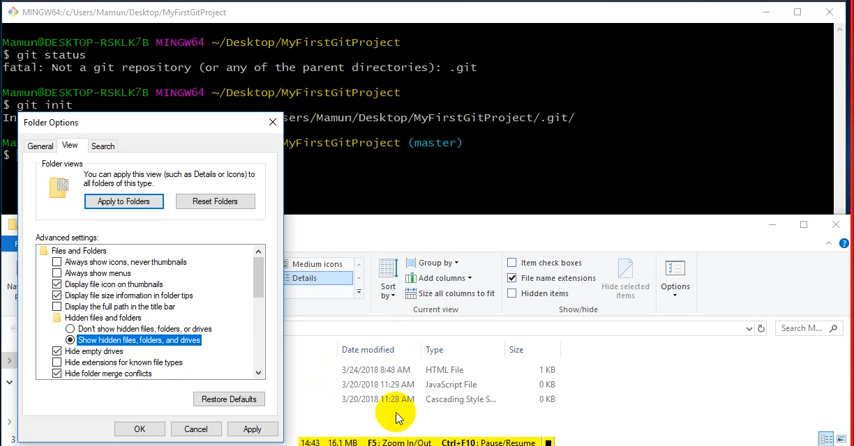 MINGW64:/c/Users/Mamun/Desktop/MyFirstGitProject
Mamun@DESKTOP-RSKLK7B MINGW64 ~/Desktop/MyFirstGitProject
$ git status
fatal: Not a git repository (or any of the parent directories): .git
Mamun@DESKTOP-RSKLK7B MINGW64 ~/Desktop/MyFirstGitProject
$ git init
In
ers/Mamun/Desktop/MyFirstGitProject/.git/
Ma
MyFirstGitProject (master)
$
Folder Options
General View Search
Folder views
You can apply this view (such as Details or Icons) to
all folders of this type.
Apply to Folders Reset Folders
Advanced settings:
Files and Folders
Always show icons, never thumbnails
Always show menus
Display file icon on thumbnails
Display file size information in folder tips
Display the full path in the title bar
Hidden files and folders
Don't show hidden files, folders, or drives
Show hidden files, folders, and drives
Hide empty drives
Hide extensions for known file types
Hide folder merge conflicts
Restore Defaults
OK Cancel Apply
Medium icons
Details
Sort
by
Group by
Add columns
Size all columns to fit
Current view
Item check boxes
File name extensions
Hidden items
Hide selected
items
Show/hide
Options
Search M...
Date modified Type Size
3/24/2018 8:48 AM HTML File 1 KB
3/20/2018 11:29 AM JavaScript File 0 KB
3/20/2018 11:28 AM Cascading Style S... 0 KB
14:43 16.1 MB F5: Zoom In/Out Ctrl+F10: Pause/Resume